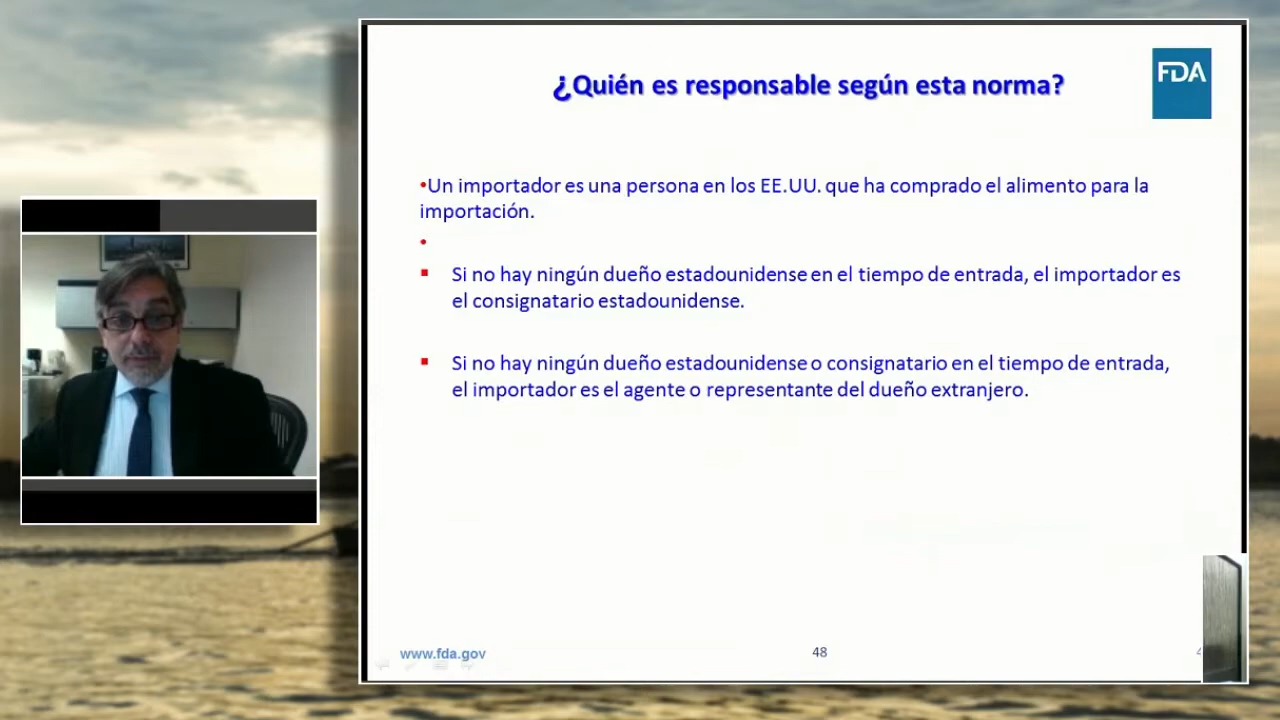 ¿Quién es responsable según esta norma?
FDA
•Un importador es una persona en los EE.UU. que ha comprado el alimento para la
importación.
•
▪ Si no hay ningún dueño estadounidense en el tiempo de entrada, el importador es
el consignatario estadounidense.
▪ Si no hay ningún dueño estadounidense o consignatario en el tiempo de entrada,
el importador es el agente o representante del dueño extranjero.
www.fda.gov
48